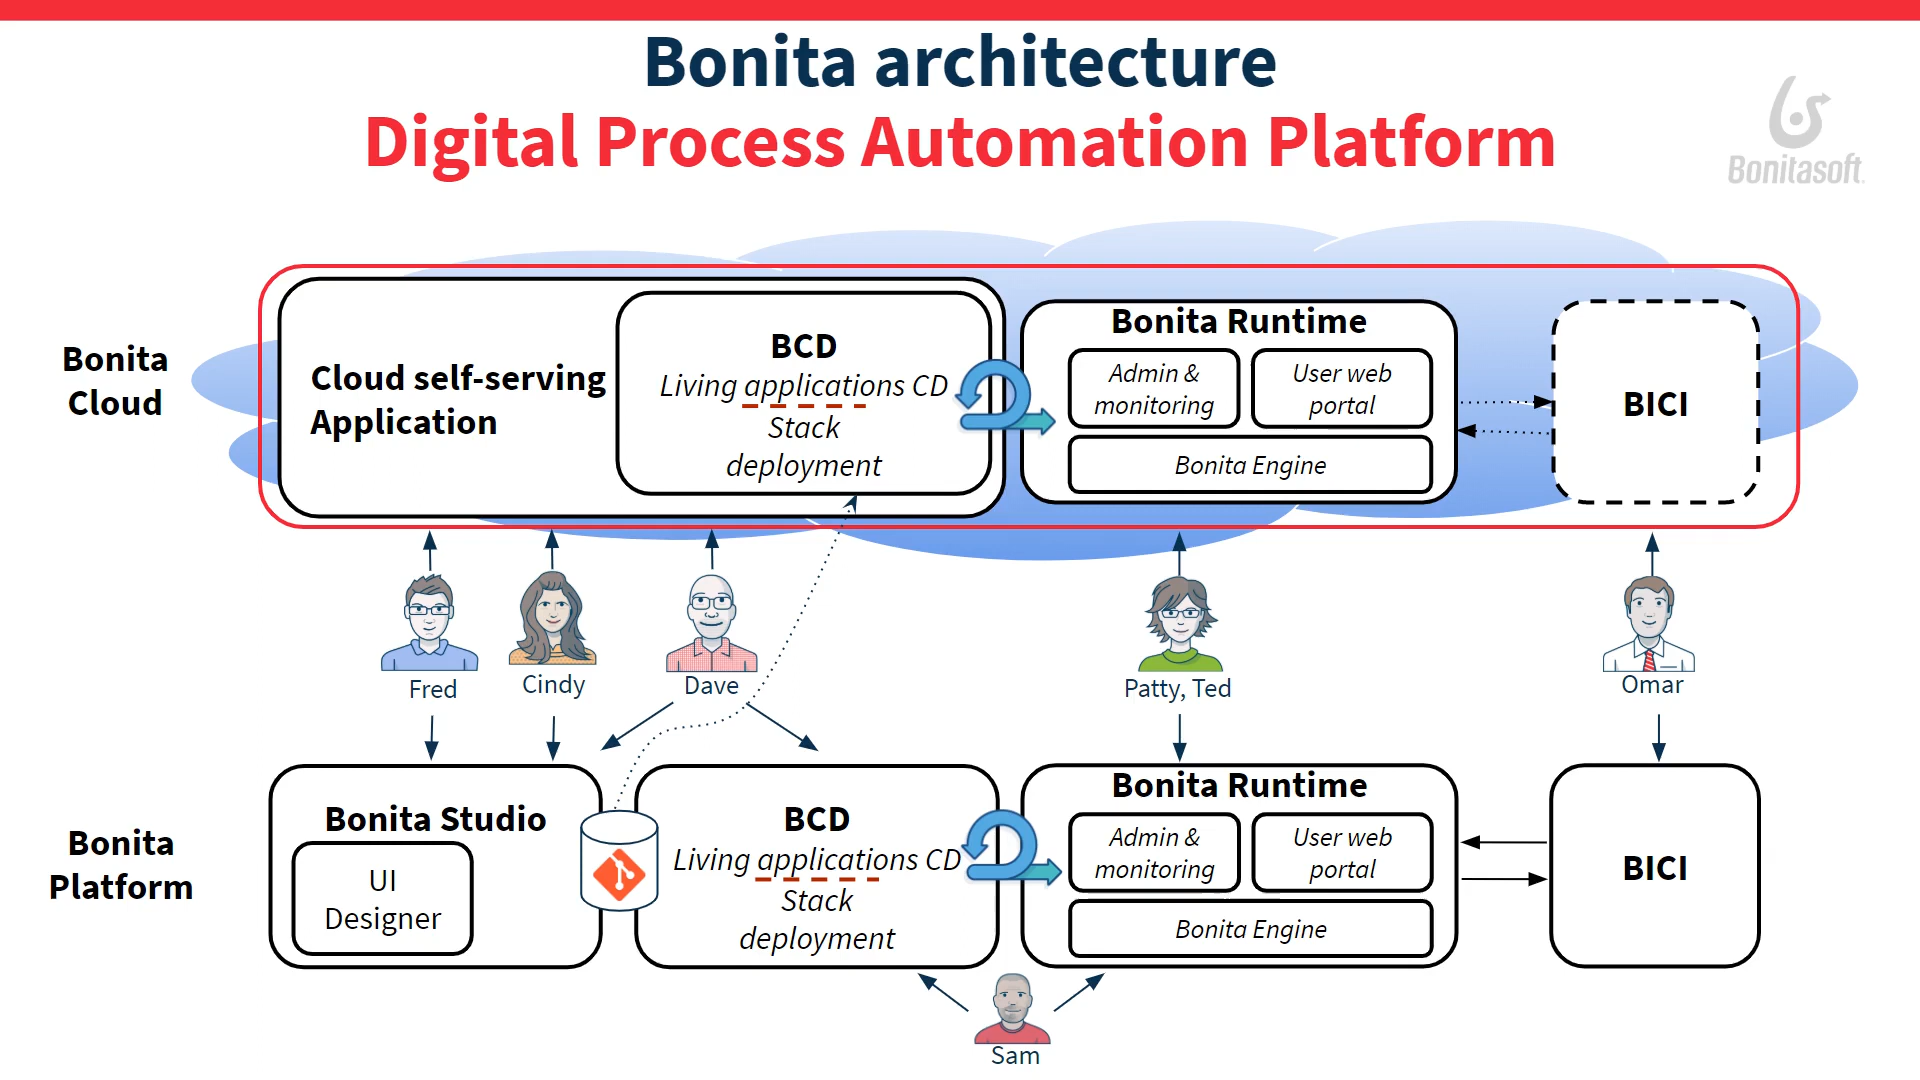 Bonita architecture
Digital Process Automation Platform
Bonitasoft
Bonita
Cloud
Cloud self-serving
Application
BCD
Living applications CD
Stack
deployment
Bonita Runtime
Admin &
monitoring
User web
portal
Bonita Engine
BICI
Fred
Cindy
Dave
Patty, Ted
Omar
Bonita
Platform
Bonita Studio
UI
Designer
BCD
Living applications CD
Stack
deployment
Bonita Runtime
Admin &
monitoring
User web
portal
Bonita Engine
BICI
Sam